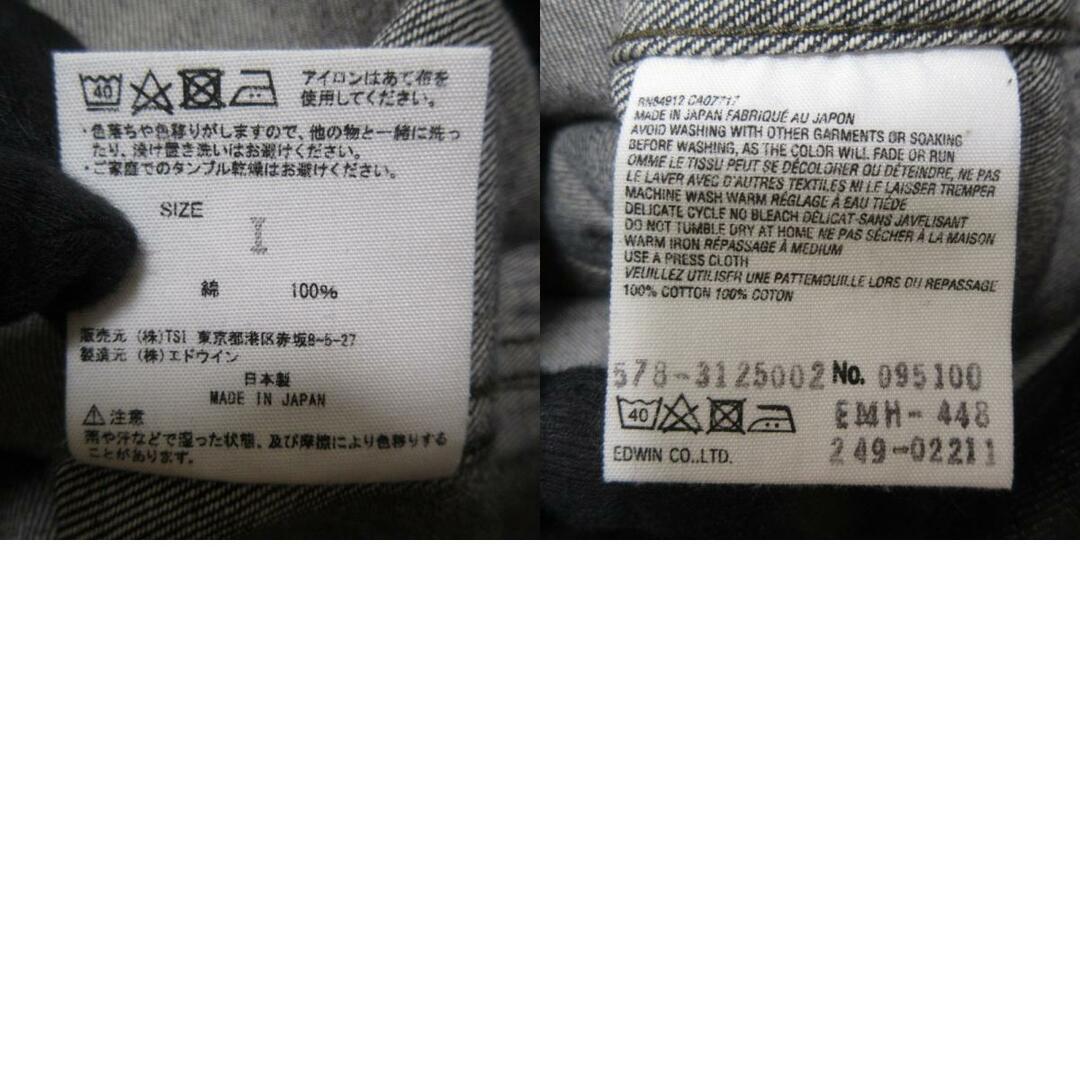 40
アイロンはあて布を
使用してください。
・色落ちや色移りがしますので、他の物と一緒に洗っ
たり、漬け置き洗いはお避けください。
・ご家庭でのタンブル乾燥はお避けください。
SIZE
綿 100%
販売元 (株)TSI 東京都港区赤坂8-5-27
製造元 (株)エドウイン
日本製
MADE IN JAPAN
注意
雨や汗などで湿った状態、及び摩擦により色移りする
ことがあります。
RN84912 CA07717
MADE IN JAPAN FABRIQUÉ AU JAPON
AVOID WASHING WITH OTHER GARMENTS OR SOAKING
BEFORE WASHING, AS THE COLOR WILL FADE OR RUN
OMME LE TISSU PEUT SE DÉCOLORER OU DÉTEINDRE, NE PAS
LE LAVER AVEC D'AUTRES TEXTILES NI LE LAISSER TREMPER
MACHINE WASH WARM RÉGLAGE À EAU TIÈDE
DELICATE CYCLE NO BLEACH DÉLICAT-SANS JAVELISANT
DO NOT TUMBLE DRY AT HOME NE PAS SÉCHER À LA MAISON
WARM IRON RÉPASSAGE À MEDIUM
USE A PRESS CLOTH
VEUILLEZ UTILISER UNE PATTEMOUILLE LORS DU REPASSAGE
100% COTTON 100% COTON
578-3125002 No. 095100
40 EMH-448
EDWIN CO.,LTD. 249-02211